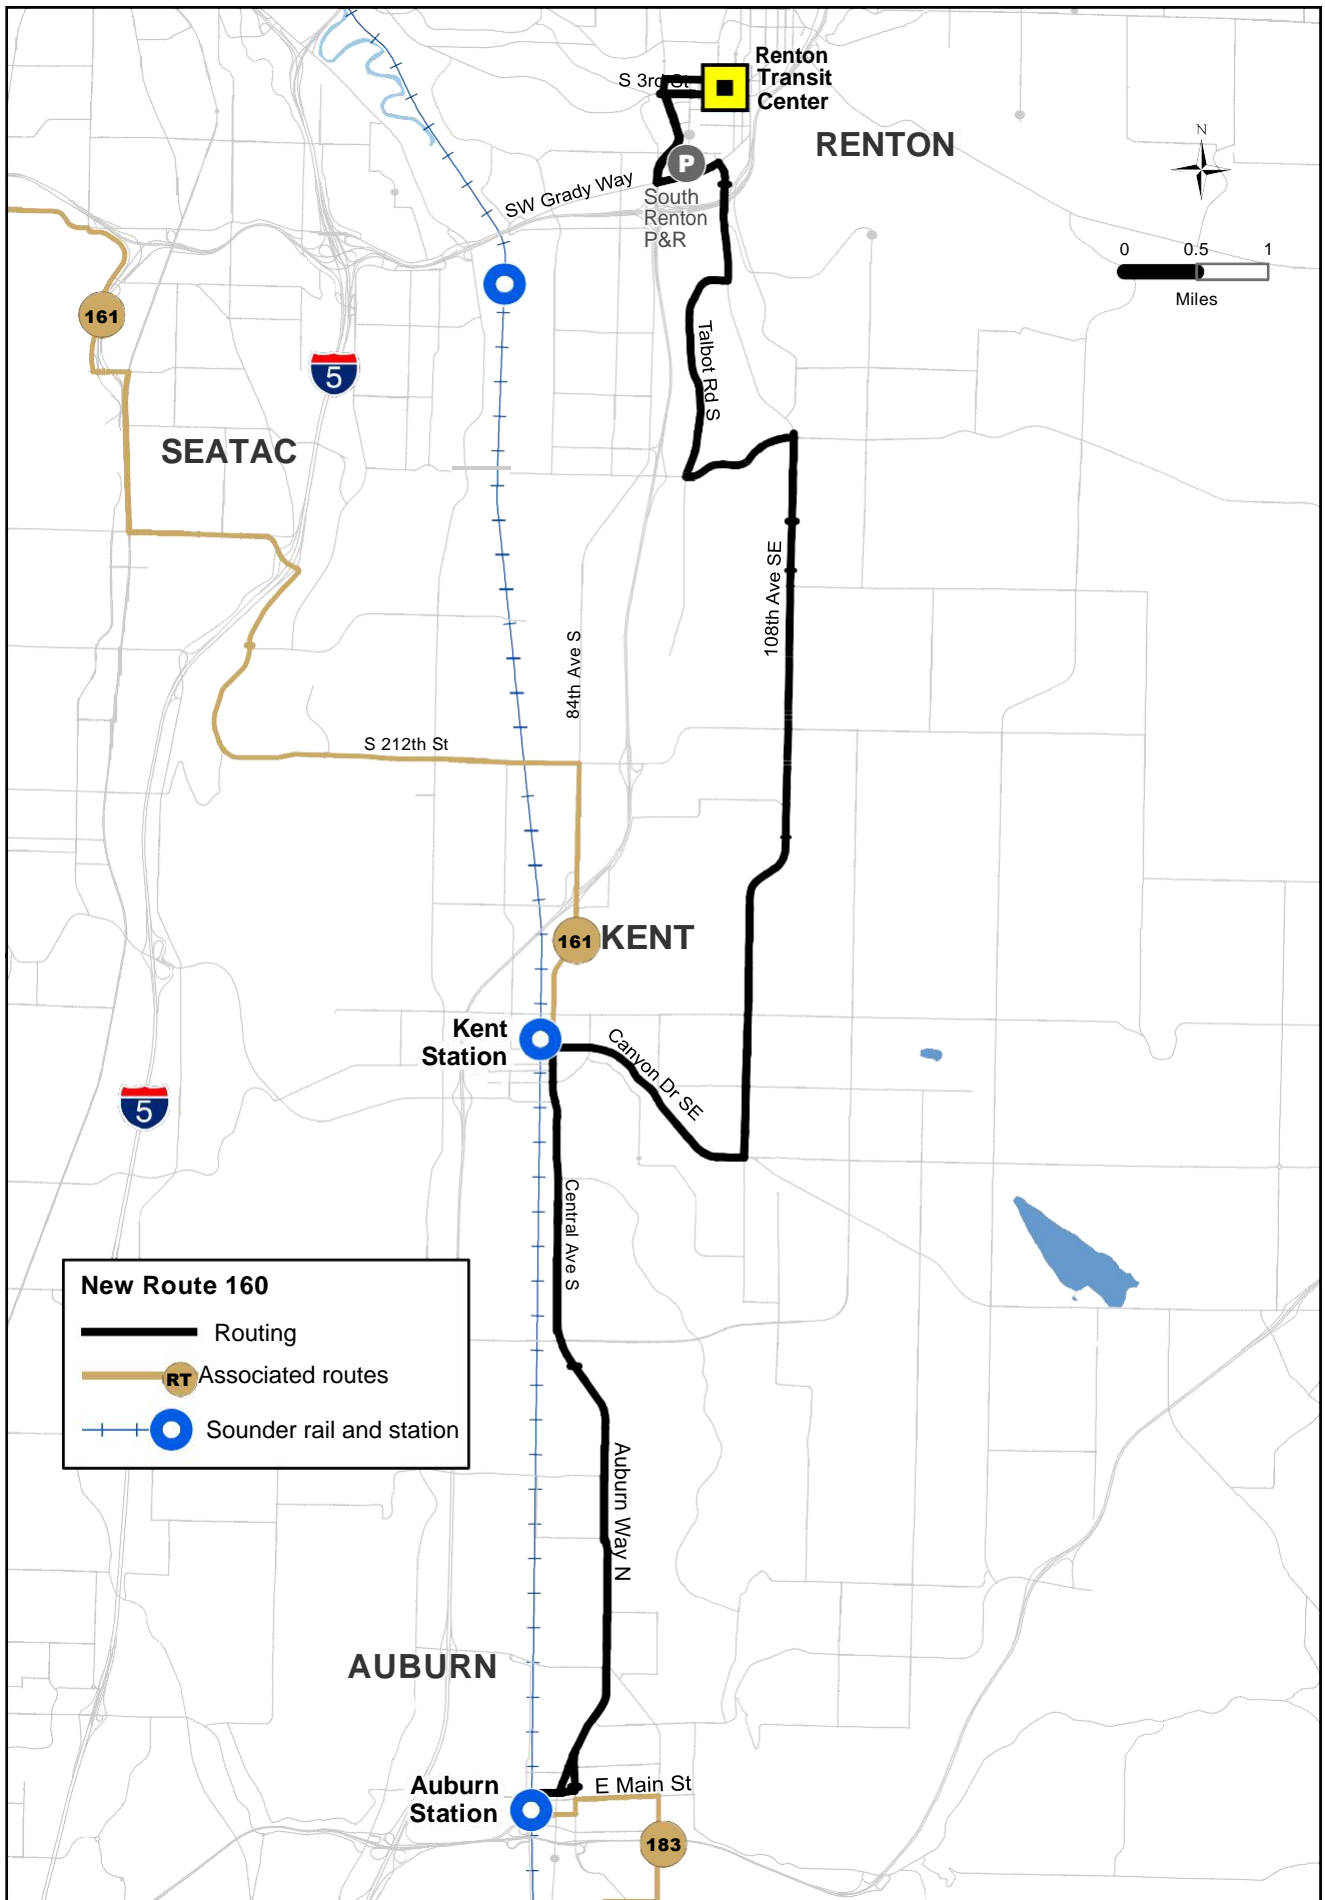 Renton
Transit
Center
S 3rd St
RENTON
N
P
South
Renton
P&R
SW Grady Way
0 0.5 1
Miles
161
5
Talbot Rd S
SEATAC
108th Ave SE
84th Ave S
S 212th St
161
KENT
Kent
Station
Canyon Dr SE
5
Central Ave S
New Route 160
Routing
RT Associated routes
Sounder rail and station
Auburn Way N
AUBURN
Auburn
Station
E Main St
183